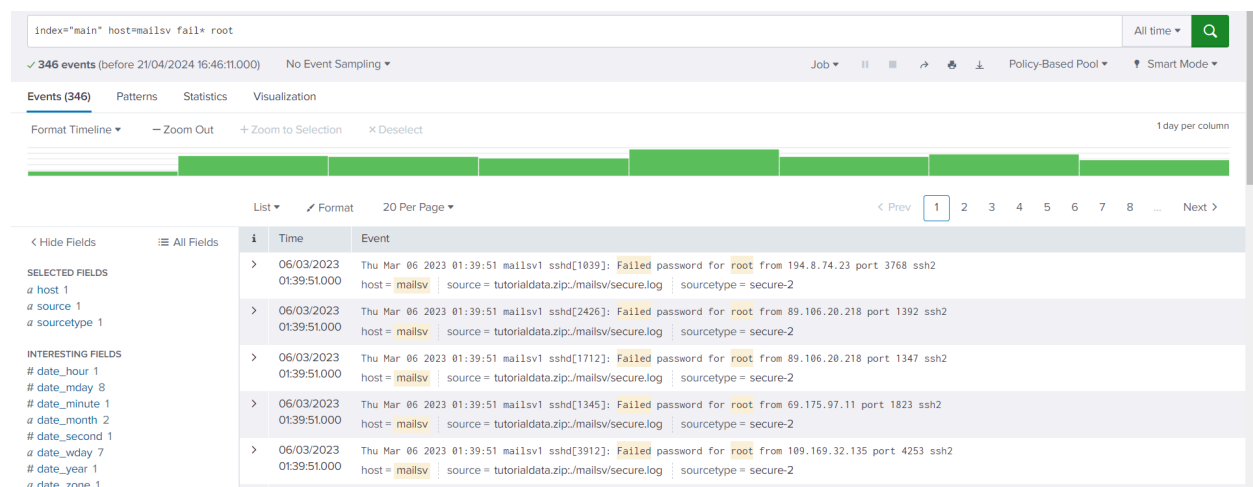 index="main" host=mailsv fail* root
All time
346 events (before 21/04/2024 16:46:11.000) No Event Sampling Job Policy-Based Pool Smart Mode
Events (346) Patterns Statistics Visualization
Format Timeline — Zoom Out + Zoom to Selection × Deselect 1 day per column
List Format 20 Per Page < Prev 1 2 3 4 5 6 7 8 ... Next >
< Hide Fields All Fields i Time Event
SELECTED FIELDS
a host 1
a source 1
a sourcetype 1
INTERESTING FIELDS
# date_hour 1
# date_mday 8
# date_minute 1
a date_month 2
# date_second 1
a date_wday 7
# date_year 1
a date_zone 1
> 06/03/2023 Thu Mar 06 2023 01:39:51 mailsv1 sshd[1039]: Failed password for root from 194.8.74.23 port 3768 ssh2
01:39:51.000 host = mailsv source = tutorialdata.zip:./mailsv/secure.log sourcetype = secure-2
> 06/03/2023 Thu Mar 06 2023 01:39:51 mailsv1 sshd[2426]: Failed password for root from 89.106.20.218 port 1392 ssh2
01:39:51.000 host = mailsv source = tutorialdata.zip:./mailsv/secure.log sourcetype = secure-2
> 06/03/2023 Thu Mar 06 2023 01:39:51 mailsv1 sshd[1712]: Failed password for root from 89.106.20.218 port 1347 ssh2
01:39:51.000 host = mailsv source = tutorialdata.zip:./mailsv/secure.log sourcetype = secure-2
> 06/03/2023 Thu Mar 06 2023 01:39:51 mailsv1 sshd[1345]: Failed password for root from 69.175.97.11 port 1823 ssh2
01:39:51.000 host = mailsv source = tutorialdata.zip:./mailsv/secure.log sourcetype = secure-2
> 06/03/2023 Thu Mar 06 2023 01:39:51 mailsv1 sshd[3912]: Failed password for root from 109.169.32.135 port 4253 ssh2
01:39:51.000 host = mailsv source = tutorialdata.zip:./mailsv/secure.log sourcetype = secure-2